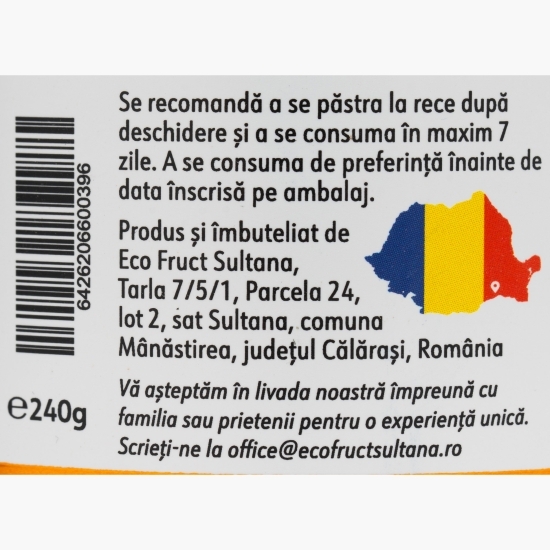 Se recomandă a se păstra la rece după
deschidere și a se consuma în maxim 7
zile. A se consuma de preferință înainte de
data înscrisă pe ambalaj.
Produs și îmbuteliat de
Eco Fruct Sultana,
Tarla 7/5/1, Parcela 24,
lot 2, sat Sultana, comuna
Mânăstirea, județul Călărași, România
Vă așteptăm în livada noastră împreună cu
familia sau prietenii pentru o experiență unică.
Scrieți-ne la office@ecofructsultana.ro
6426206600396
℮240g